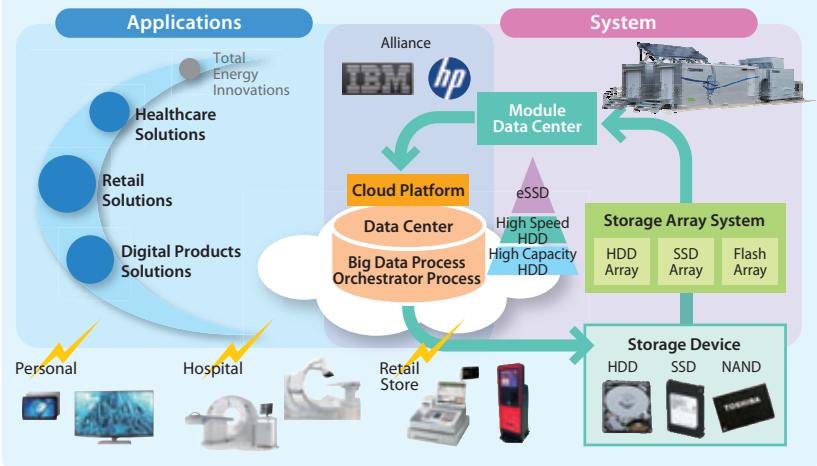 Applications
System
Total
Energy
Innovations
Healthcare
Solutions
Retail
Solutions
Digital Products
Solutions
Alliance
IBM
hp
Module
Data Center
Cloud Platform
Data Center
Big Data Process
Orchestrator Process
eSSD
High Speed
HDD
High Capacity
HDD
Storage Array System
HDD
Array
SSD
Array
Flash
Array
Personal
Hospital
Retail
Store
Storage Device
HDD
SSD
NAND
TOSHIBA